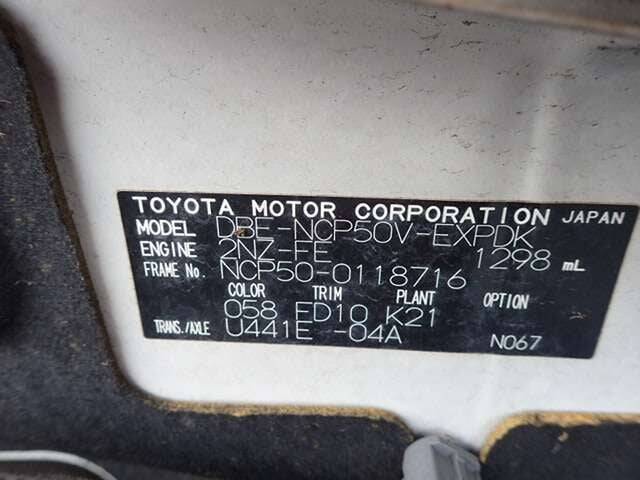 TOYOTA MOTOR CORPORATION JAPAN
MODEL DBE-NCP50V-EXPDK
ENGINE 2NZ-FE 1298 mL
FRAME No. NCP50-0118716
COLOR TRIM PLANT OPTION
058 FD10 K21
TRANS./AXLE U441E -04A N067